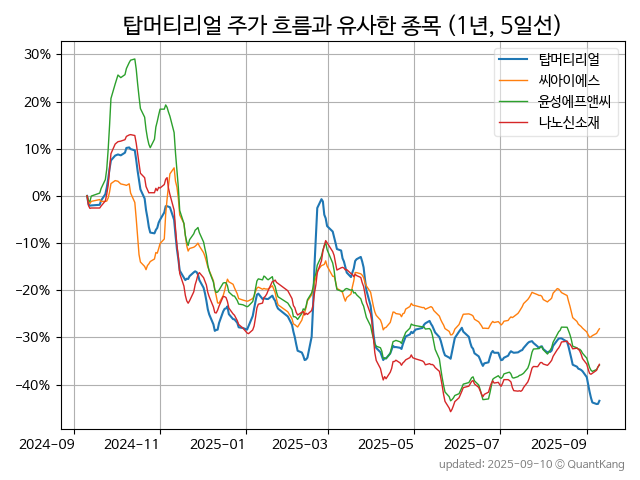 탑머티리얼 주가 흐름과 유사한 종목 (1년, 5일선)
탑머티리얼
씨아이에스
윤성에프앤씨
나노신소재
30%
20%
10%
0%
−10%
−20%
−30%
−40%
2024-09 2024-11 2025-01 2025-03 2025-05 2025-07 2025-09
updated: 2025-09-10 © QuantKang